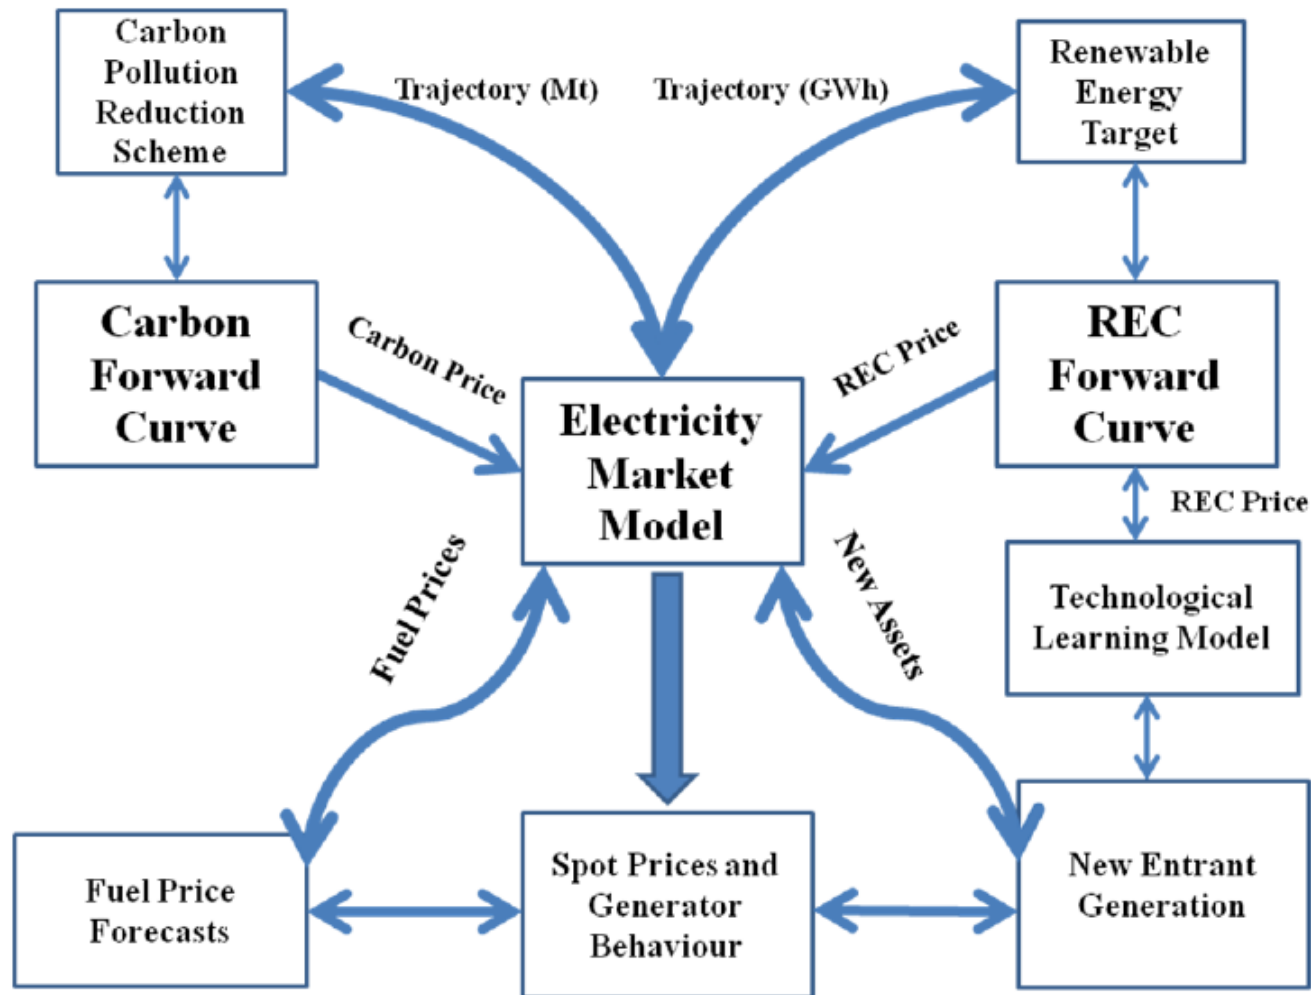 Carbon
Pollution
Reduction
Scheme
Trajectory (Mt)
Trajectory (GWh)
Renewable
Energy
Target
Carbon
Forward
Curve
Carbon Price
REC Price
REC
Forward
Curve
Electricity
Market
Model
REC Price
Fuel Prices
New Assets
Technological
Learning Model
Fuel Price
Forecasts
Spot Prices and
Generator
Behaviour
New Entrant
Generation